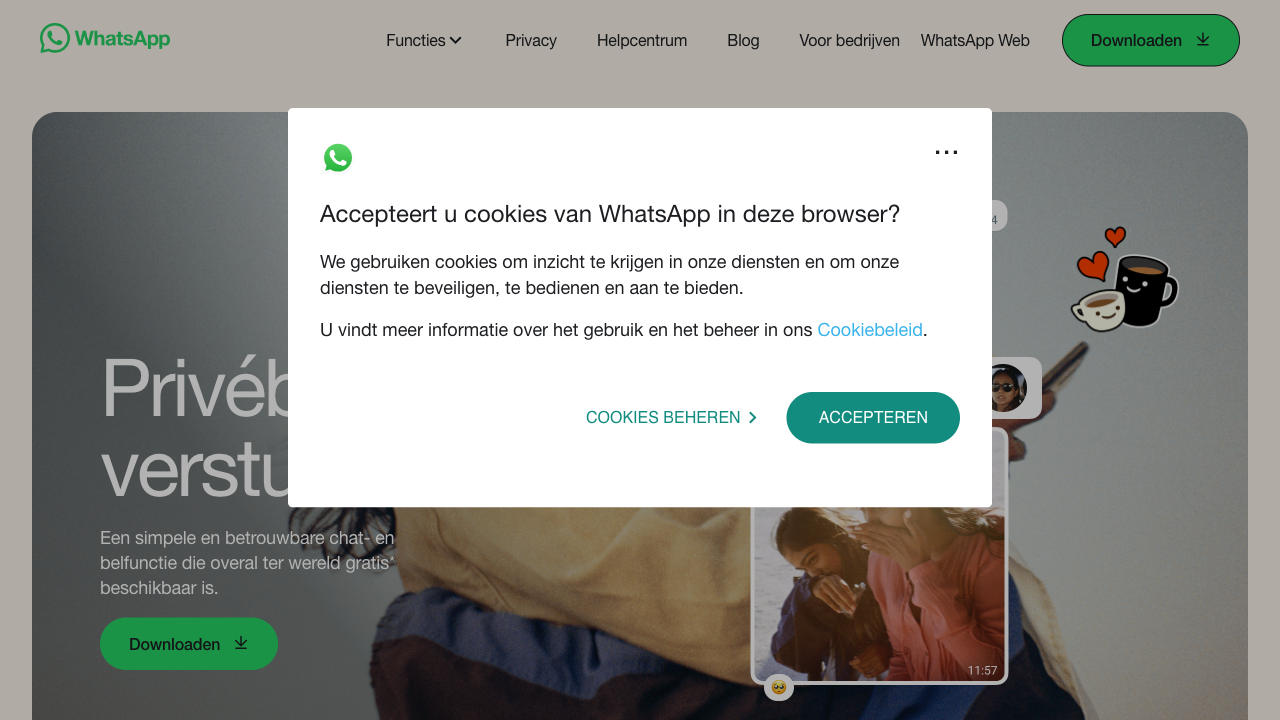 WhatsApp
Functies
Privacy
Helpcentrum
Blog
Voor bedrijven
WhatsApp Web
Downloaden
...
Accepteert u cookies van WhatsApp in deze browser?
We gebruiken cookies om inzicht te krijgen in onze diensten en om onze
diensten te beveiligen, te bedienen en aan te bieden.
U vindt meer informatie over het gebruik en het beheer in ons Cookiebeleid.
COOKIES BEHEREN
ACCEPTEREN
4
verstu
Een simpele en betrouwbare chat- en
belfunctie die overal ter wereld gratis*
beschikbaar is.
Downloaden
11:57